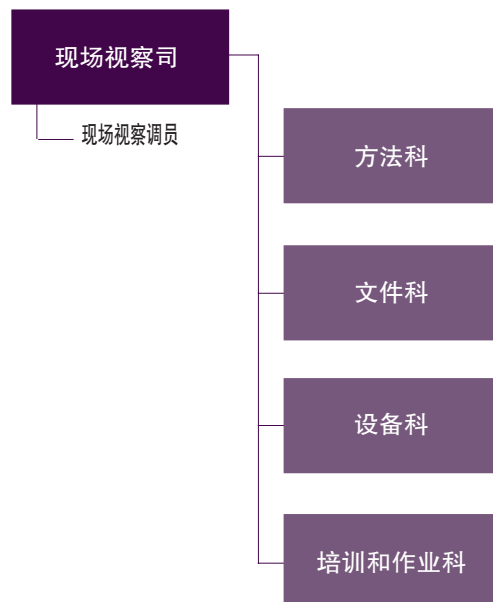 现场视察司
现场视察调员
方法科
文件科
设备科
培训和作业科